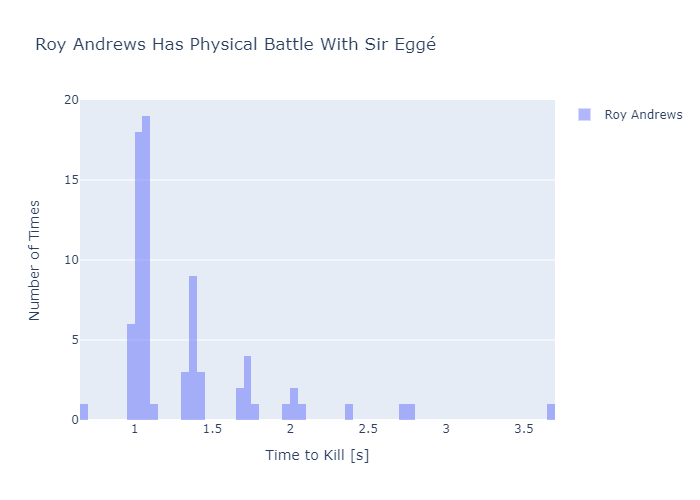 Roy Andrews Has Physical Battle With Sir Eggé
20
15
10
5
0
Number of Times
1
1.5
2
2.5
3
3.5
Time to Kill [s]
Roy Andrews